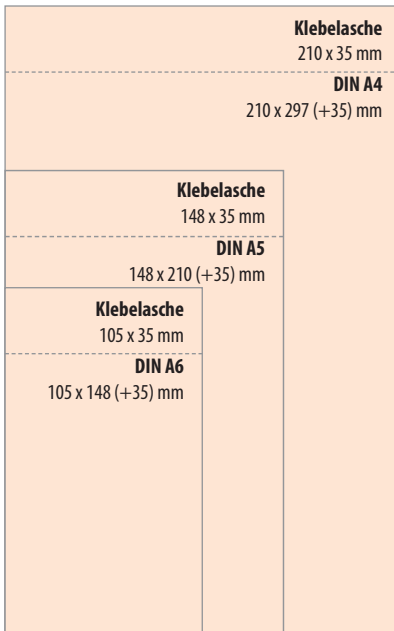 Klebelasche
210 x 35 mm
DIN A4
210 x 297 (+35) mm
Klebelasche
148 x 35 mm
DIN A5
148 x 210 (+35) mm
Klebelasche
105 x 35 mm
DIN A6
105 x 148 (+35) mm